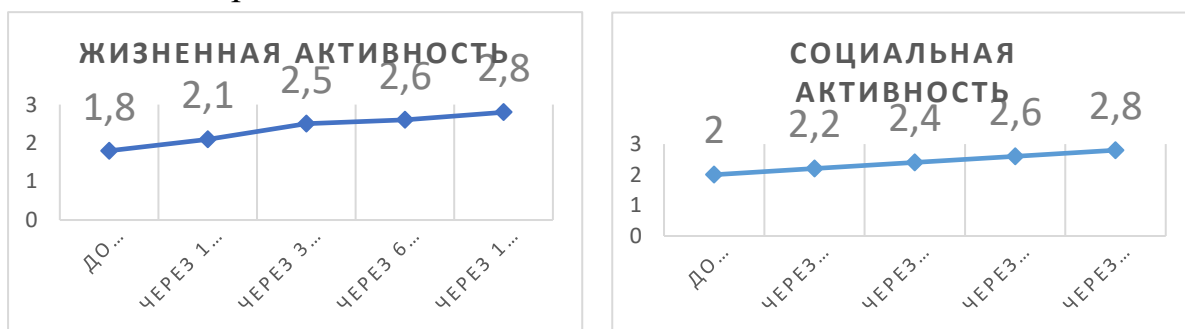 ЖИЗНЕННАЯ АКТИВНОСТЬ
1,8 2,1 2,5 2,6 2,8
3
2
1
0
ДО...
ЧЕРЕЗ 1...
ЧЕРЕЗ 3...
ЧЕРЕЗ 6...
ЧЕРЕЗ 1...
СОЦИАЛЬНАЯ
АКТИВНОСТЬ
2 2,2 2,4 2,6 2,8
3
2
1
0
ДО...
ЧЕРЕЗ...
ЧЕРЕЗ...
ЧЕРЕЗ...
ЧЕРЕЗ...